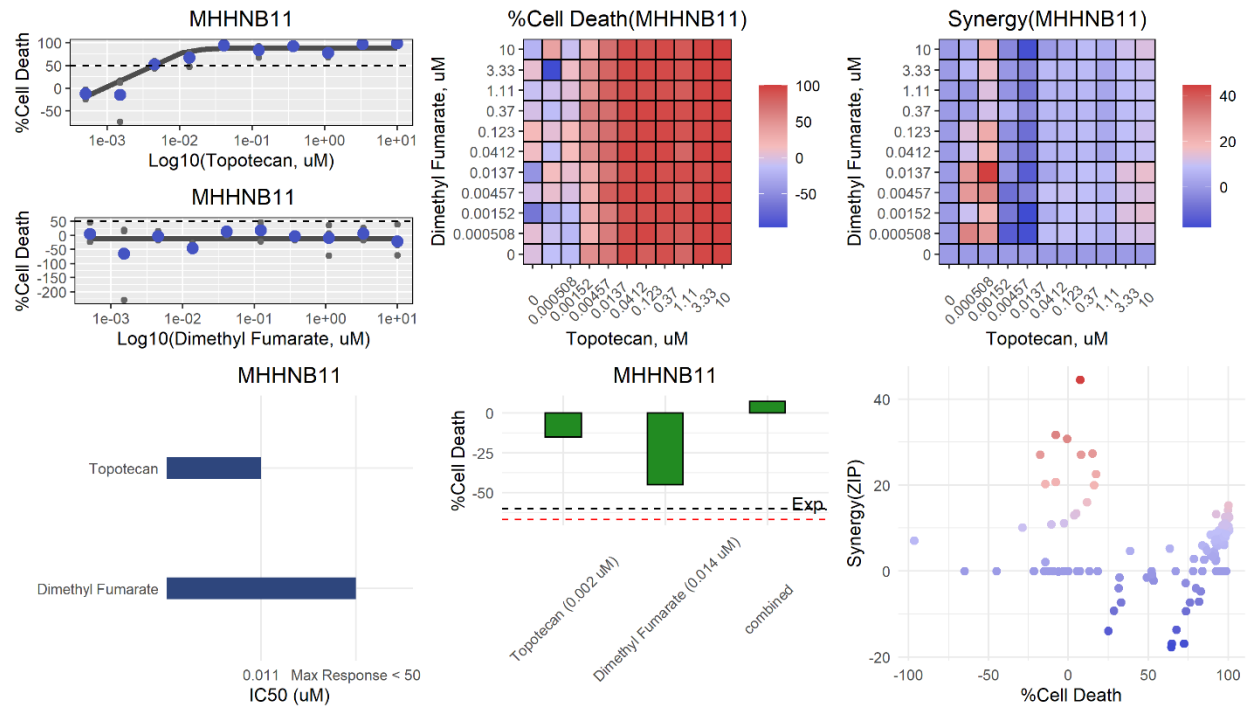 MHHNB11
%Cell Death
100
50
0
-50
1e-03
1e-02
1e-01
1e+00
1e+01
Log10(Topotecan, uM)
MHHNB11
%Cell Death
50
0
-50
-100
-150
-200
1e-03
1e-02
1e-01
1e+00
1e+01
Log10(Dimethyl Fumarate, uM)
%Cell Death(MHHNB11)
Dimethyl Fumarate, uM
10
3.33
1.11
0.37
0.123
0.0412
0.0137
0.00457
0.00152
0.000508
0
0
0.000508
0.00152
0.00457
0.0137
0.0412
0.123
0.37
1.11
3.33
10
Topotecan, uM
100
50
0
-50
Synergy(MHHNB11)
Dimethyl Fumarate, uM
10
3.33
1.11
0.37
0.123
0.0412
0.0137
0.00457
0.00152
0.000508
0
0
0.000508
0.00152
0.00457
0.0137
0.0412
0.123
0.37
1.11
3.33
10
Topotecan, uM
40
20
0
MHHNB11
Topotecan
Dimethyl Fumarate
0.011
Max Response < 50
IC50 (uM)
MHHNB11
%Cell Death
0
-25
-50
Exp
Topotecan (0.002 uM)
Dimethyl Fumarate (0.014 uM)
combined
Synergy(ZIP)
40
20
0
-20
-100
-50
0
50
100
%Cell Death